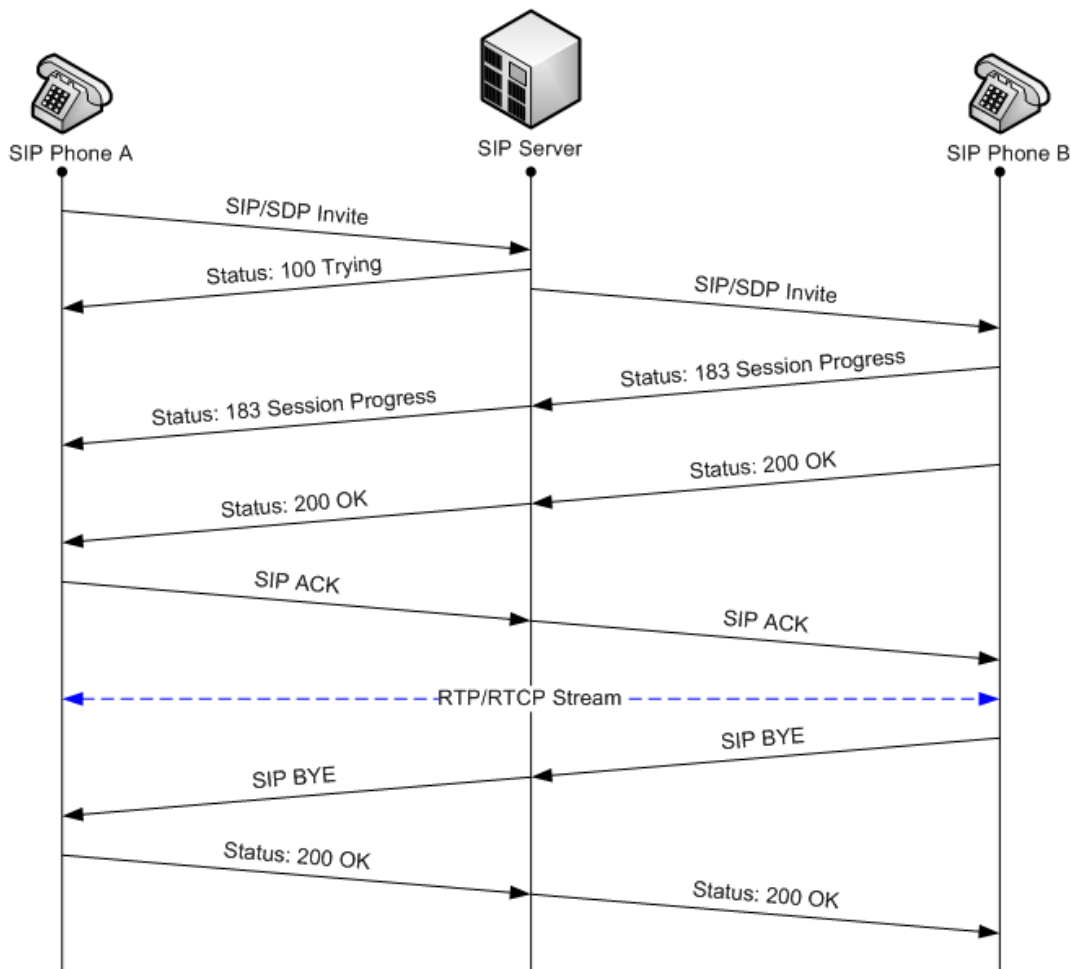 SIP Phone A
SIP Server
SIP Phone B
SIP/SDP Invite
Status: 100 Trying
SIP/SDP Invite
Status: 183 Session Progress
Status: 183 Session Progress
Status: 200 OK
Status: 200 OK
SIP ACK
SIP ACK
RTP/RTCP Stream
SIP BYE
SIP BYE
Status: 200 OK
Status: 200 OK